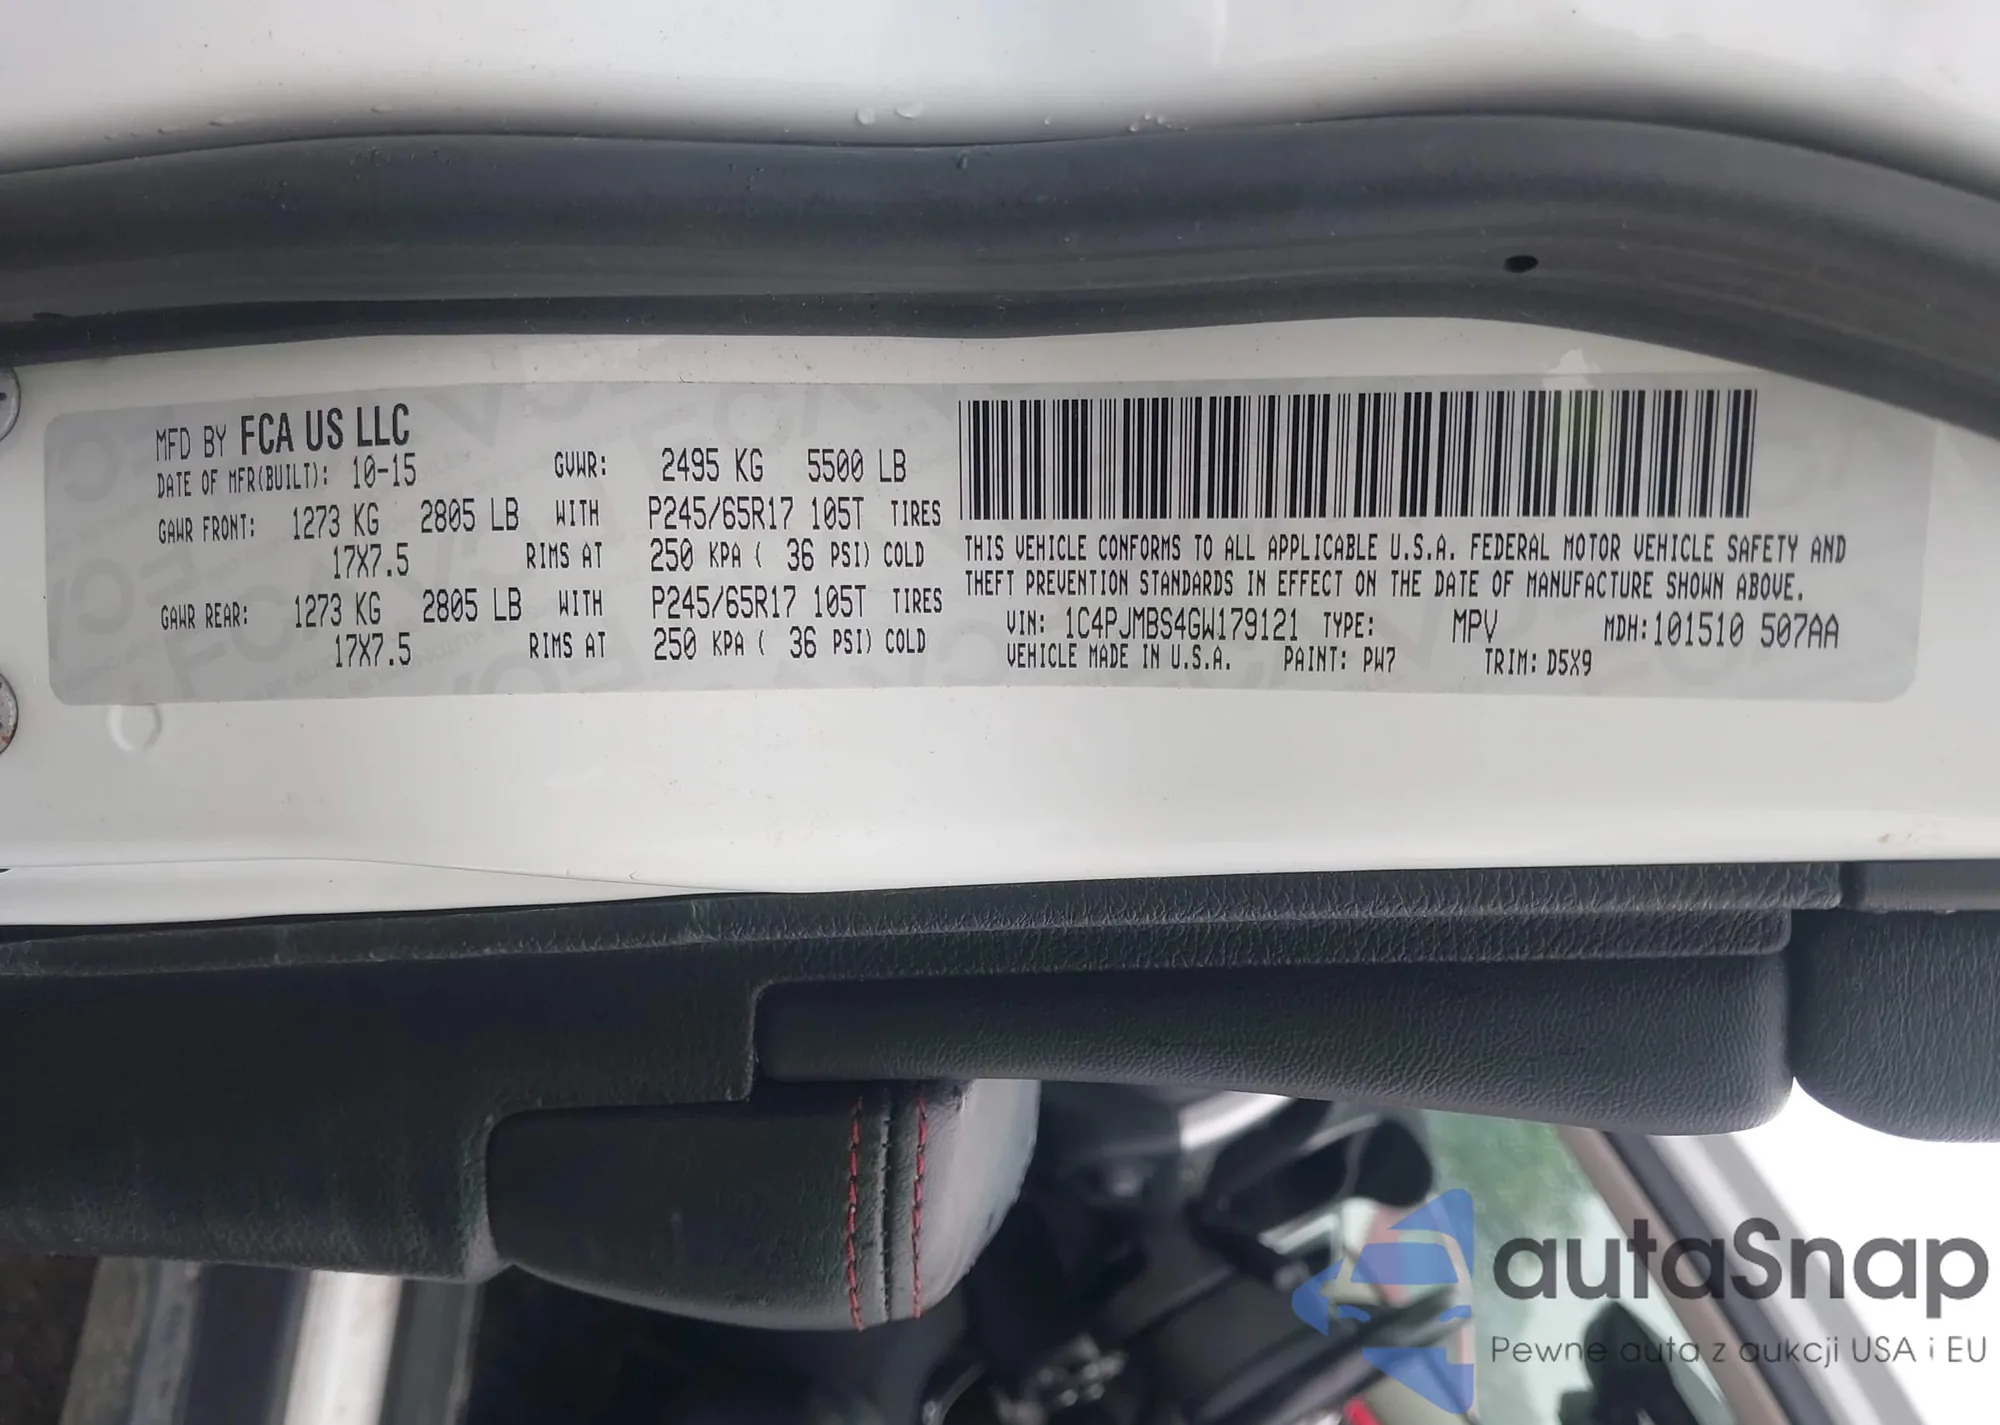 MFD BY FCA US LLC
DATE OF MFR(BUILT): 10-15 GVWR: 2495 KG 5500 LB
GAWR FRONT: 1273 KG 2805 LB WITH P245/65R17 105T TIRES
17X7.5 RIMS AT 250 KPA ( 36 PSI) COLD
GAWR REAR: 1273 KG 2805 LB WITH P245/65R17 105T TIRES
17X7.5 RIMS AT 250 KPA ( 36 PSI) COLD
THIS VEHICLE CONFORMS TO ALL APPLICABLE U.S.A. FEDERAL MOTOR VEHICLE SAFETY AND
THEFT PREVENTION STANDARDS IN EFFECT ON THE DATE OF MANUFACTURE SHOWN ABOVE.
VIN: 1C4PJMBS4GW179121 TYPE: MPV MDH:101510 507AA
VEHICLE MADE IN U.S.A. PAINT: PW7 TRIM: D5X9
autaSnap
Pewne auta z aukcji USA i EU